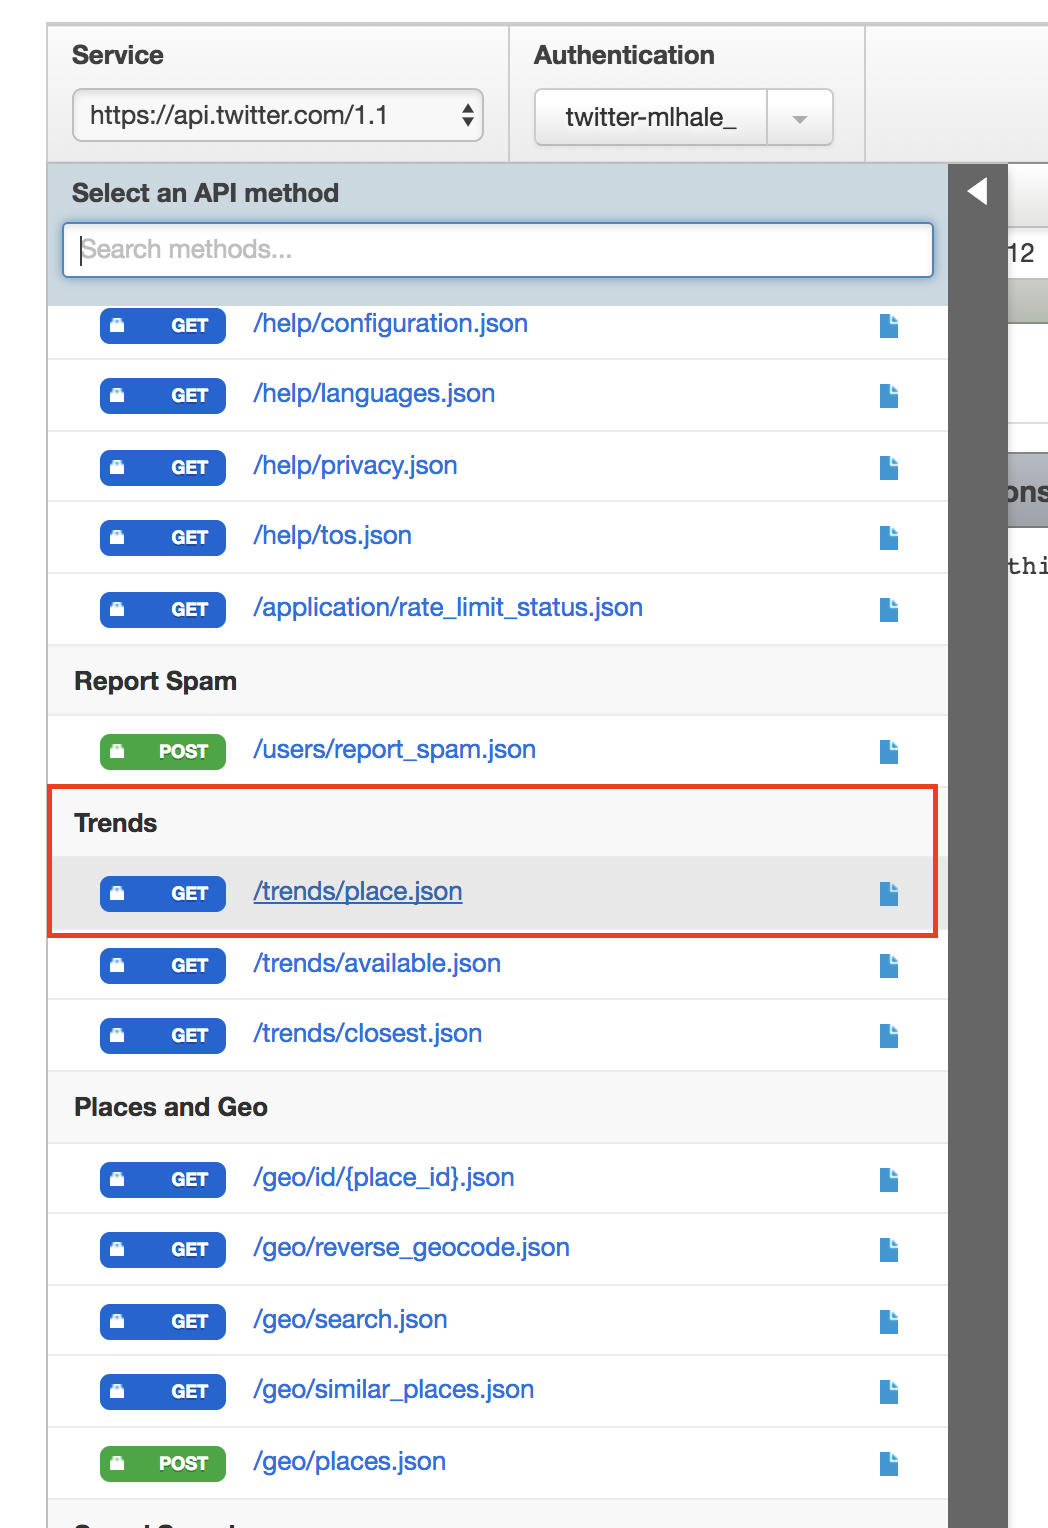 Service
Authentication
https://api.twitter.com/1.1
twitter-mlhale_
Select an API method
Search methods...
12
GET /help/configuration.json
GET /help/languages.json
GET /help/privacy.json
ons
GET /help/tos.json
thi
GET /application/rate_limit_status.json
Report Spam
POST /users/report_spam.json
Trends
GET /trends/place.json
GET /trends/available.json
GET /trends/closest.json
Places and Geo
GET /geo/id/{place_id}.json
GET /geo/reverse_geocode.json
GET /geo/search.json
GET /geo/similar_places.json
POST /geo/places.json